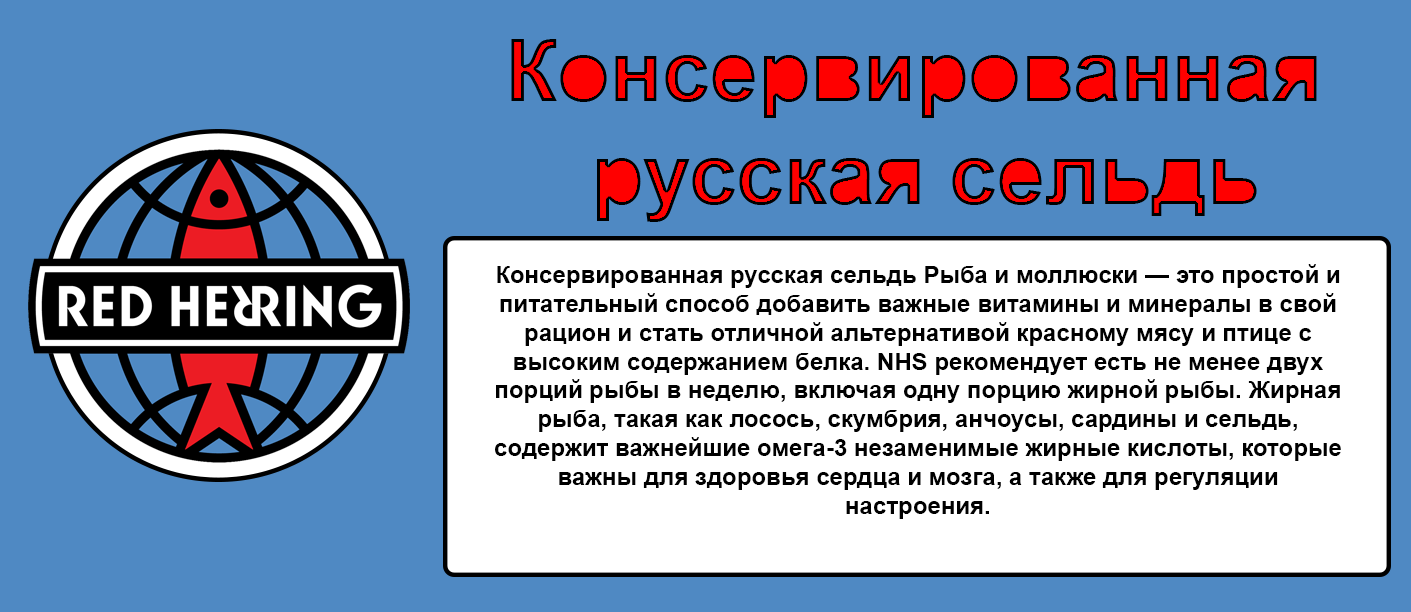 Консервированная
русская сельдь
RED HERRING
Консервированная русская сельдь Рыба и моллюски — это простой и
питательный способ добавить важные витамины и минералы в свой
рацион и стать отличной альтернативой красному мясу и птице с
высоким содержанием белка. NHS рекомендует есть не менее двух
порций рыбы в неделю, включая одну порцию жирной рыбы. Жирная
рыба, такая как лосось, скумбрия, анчоусы, сардины и сельдь,
содержит важнейшие омега-3 незаменимые жирные кислоты, которые
важны для здоровья сердца и мозга, а также для регуляции
настроения.